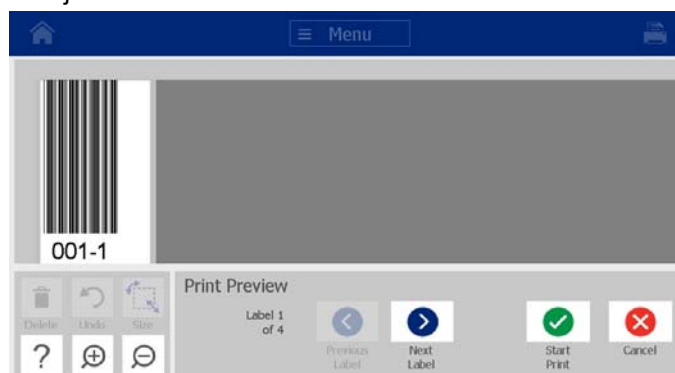 Menu
001-1
Delete
Undo
Size
?
Print Preview
Label 1
of 4
Previous
Label
Next
Label
Start
Print
Cancel